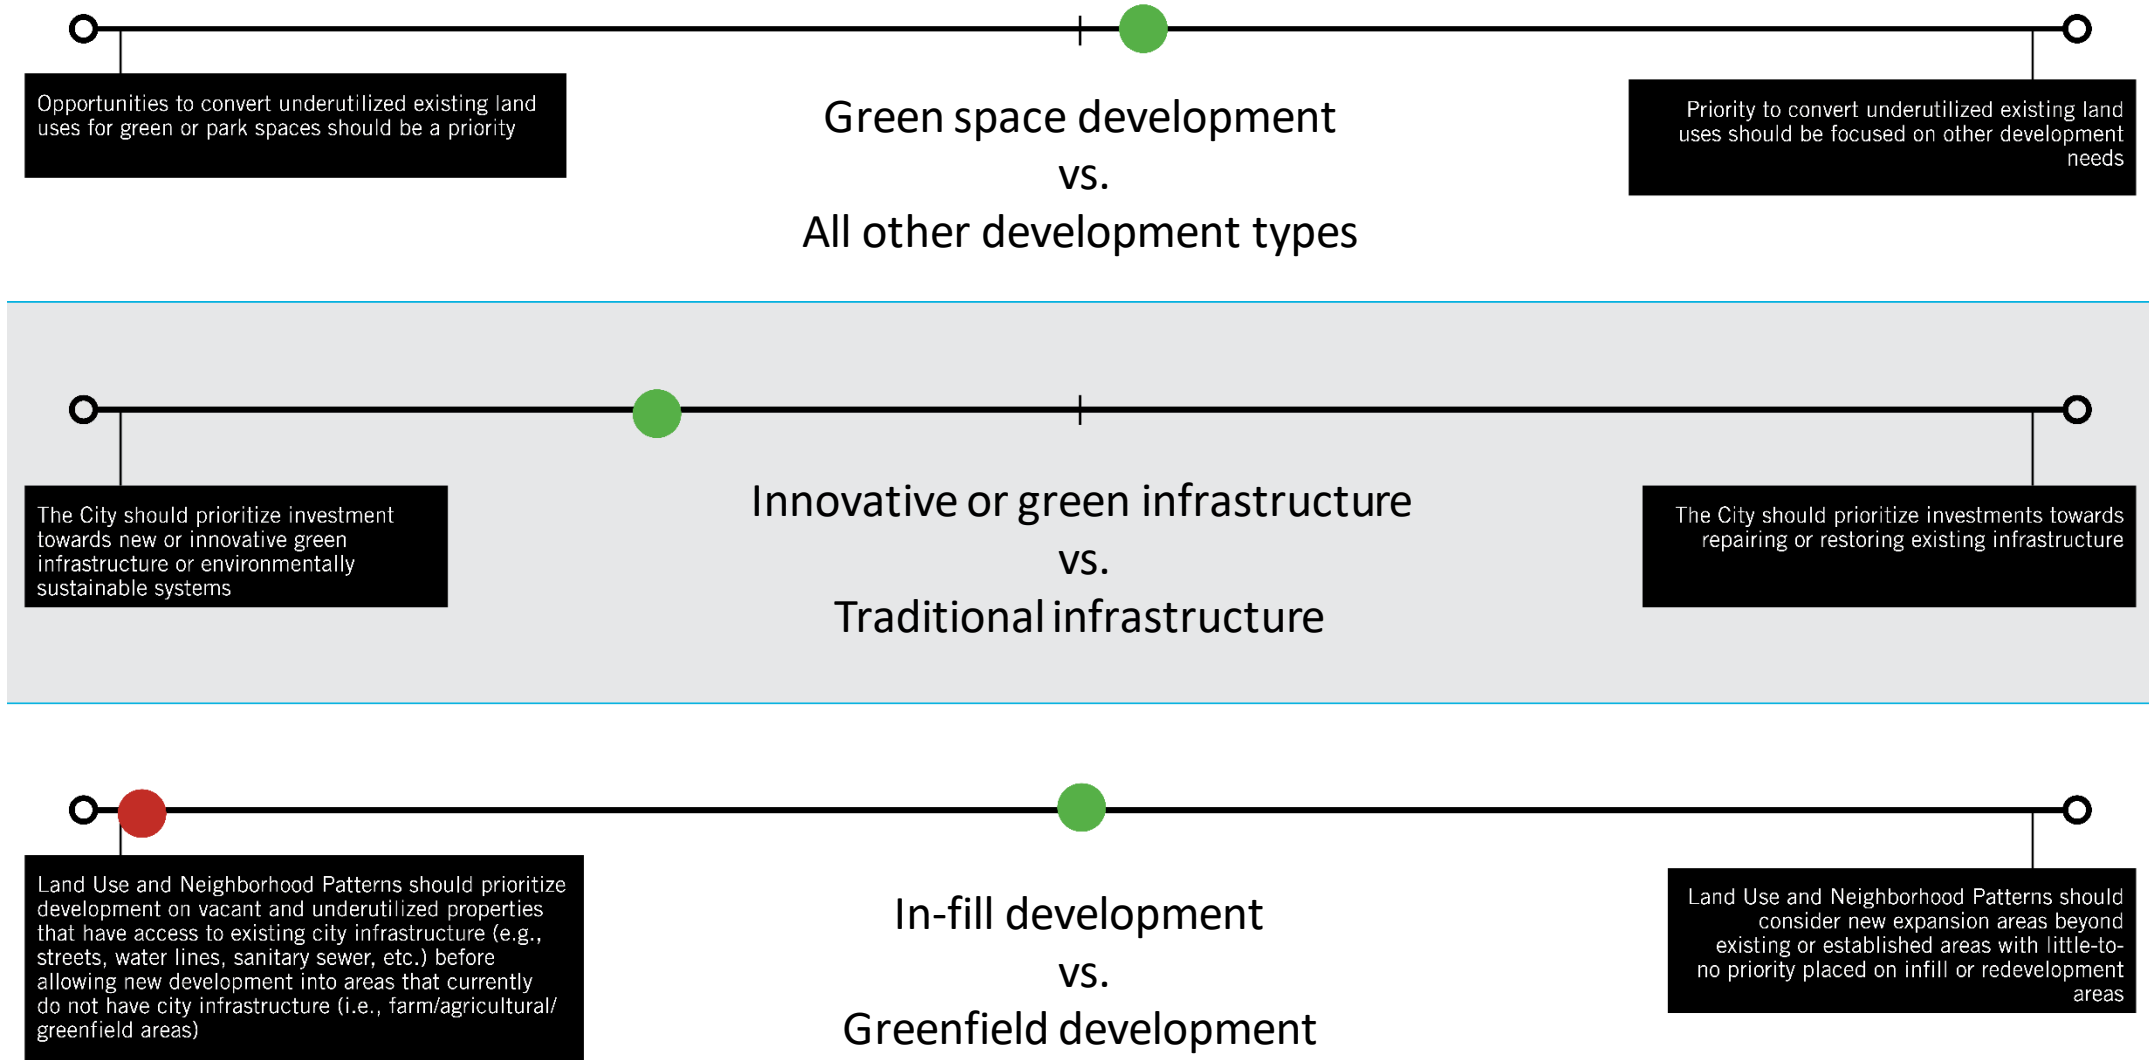 Opportunities to convert underutilized existing land
uses for green or park spaces should be a priority
Green space development
vs.
All other development types
Priority to convert underutilized existing land
uses should be focused on other development
needs
The City should prioritize investment
towards new or innovative green
infrastructure or environmentally
sustainable systems
Innovative or green infrastructure
vs.
Traditional infrastructure
The City should prioritize investments towards
repairing or restoring existing infrastructure
Land Use and Neighborhood Patterns should prioritize
development on vacant and underutilized properties
that have access to existing city infrastructure (e.g.,
streets, water lines, sanitary sewer, etc.) before
allowing new development into areas that currently
do not have city infrastructure (i.e., farm/agricultural/
greenfield areas)
In-fill development
vs.
Greenfield development
Land Use and Neighborhood Patterns should
consider new expansion areas beyond
existing or established areas with little-to-
no priority placed on infill or redevelopment
areas